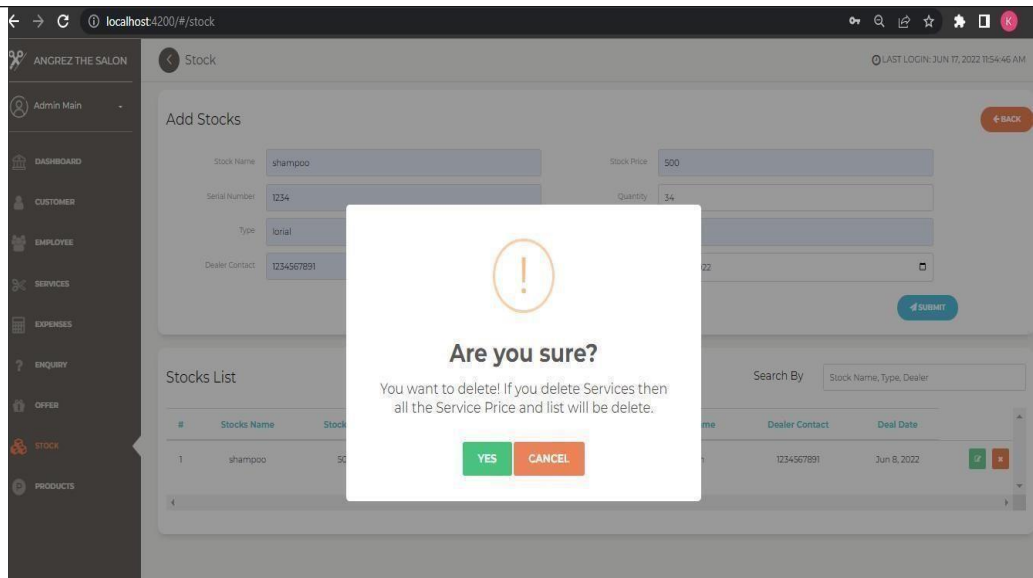 localhost:4200/#/stock
K
ANGREZ THE SALON
Stock
LAST LOGIN: JUN 17, 2022 11:54:46 AM
Admin Main
Add Stocks
BACK
Stock Name
shampoo
Stock Price
500
DASHBOARD
Serial Number
1234
Quantity
34
CUSTOMER
Type
lorial
EMPLOYEE
Dealer Contact
1234567891
22
SERVICES
SUBMIT
EXPENSES
Are you sure?
? ENQUIRY
Stocks List
Search By
Stock Name, Type, Dealer
You want to delete! If you delete Services then
all the Service Price and list will be delete.
OFFER
# Stocks Name Stock me Dealer Contact Deal Date
STOCK
1 shampoo 50 1234567891 Jun 8, 2022
YES CANCEL
PRODUCTS